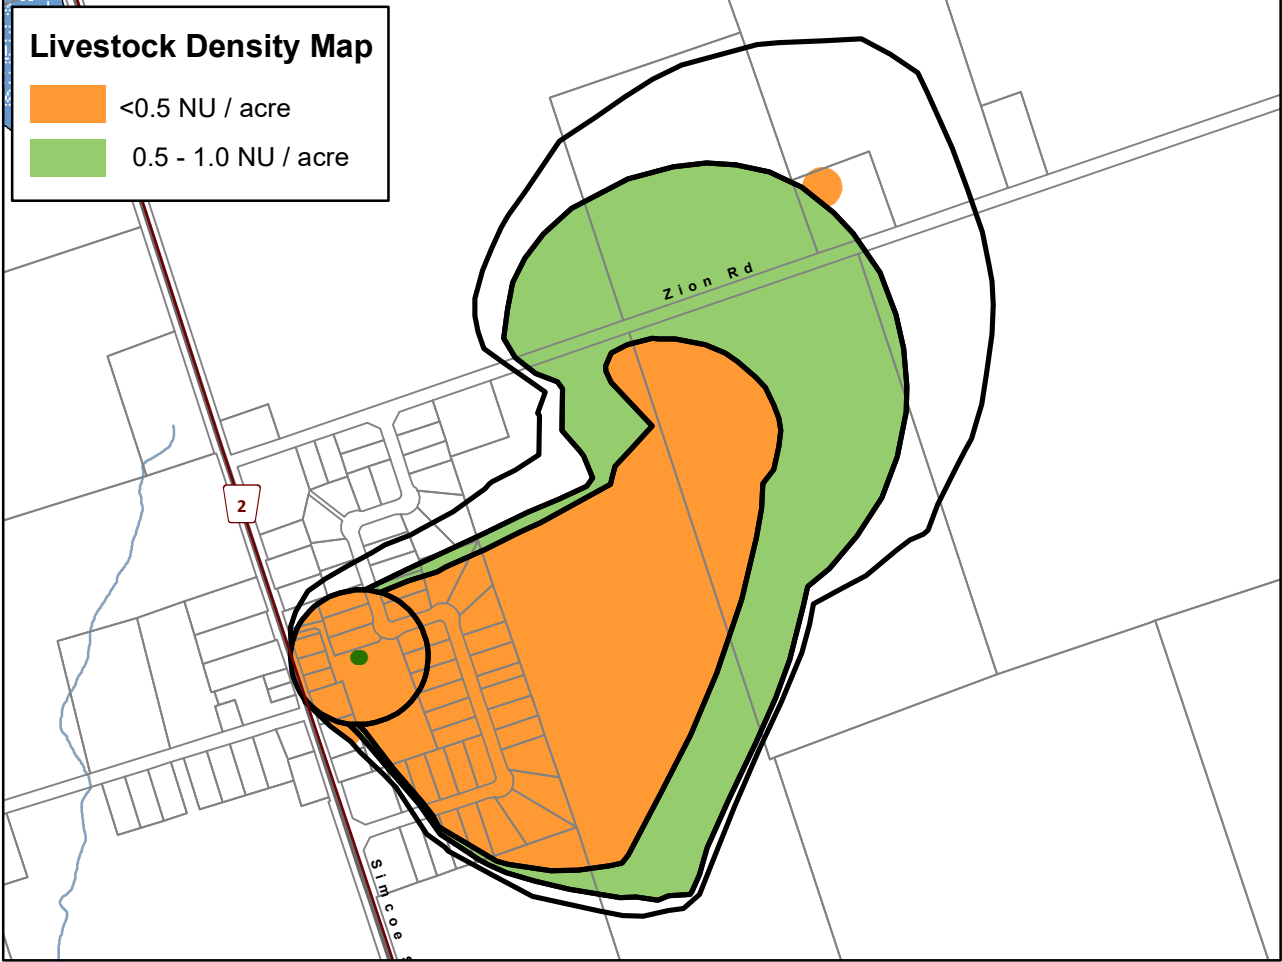 Livestock Density Map
<0.5 NU / acre
0.5 - 1.0 NU / acre
Zion Rd
2
Simcoe